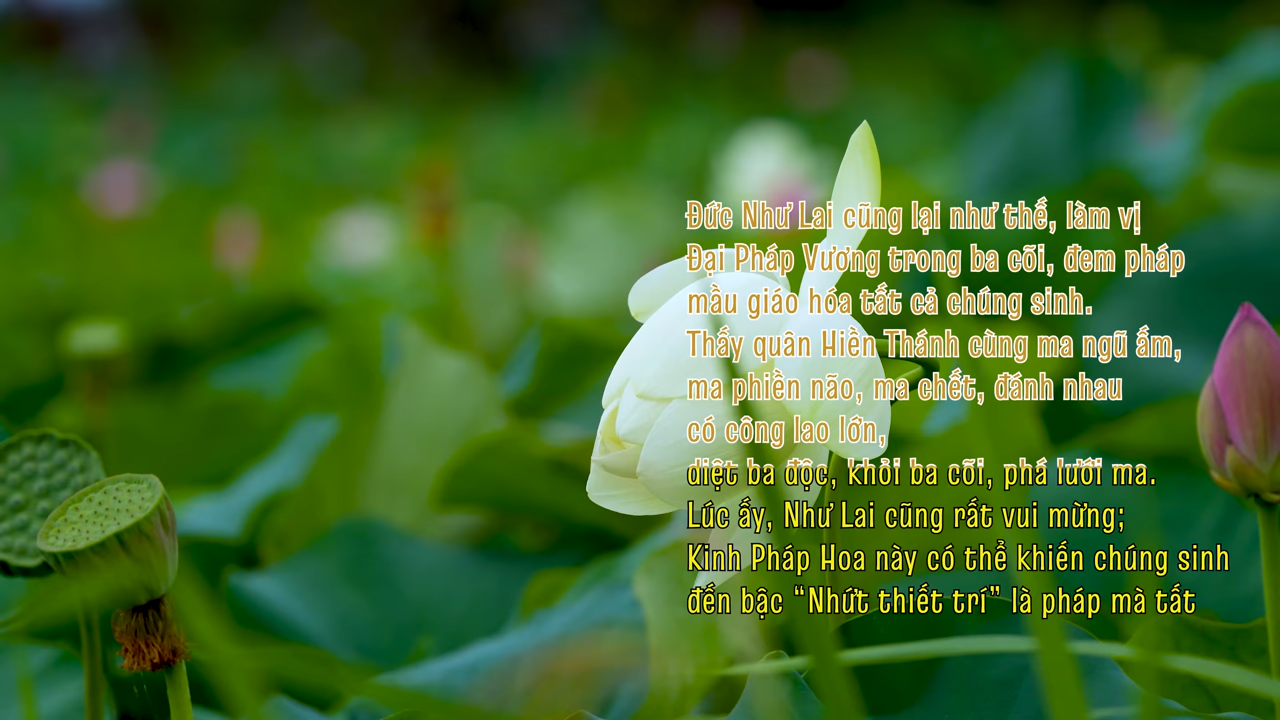 Đức Như Lai cũng lại như thế, làm vị
Đại Pháp Vương trong ba cõi, đem pháp
mầu giáo hóa tất cả chúng sinh.
Thấy quân Hiền Thánh cùng ma ngũ ấm,
ma phiền não, ma chết, đánh nhau
có công lao lớn,
diệt ba độc, khỏi ba cõi, phá lưới ma.
Lúc ấy, Như Lai cũng rất vui mừng;
Kinh Pháp Hoa này có thể khiến chúng sinh
đến bậc “Nhứt thiết trí” là pháp mà tất